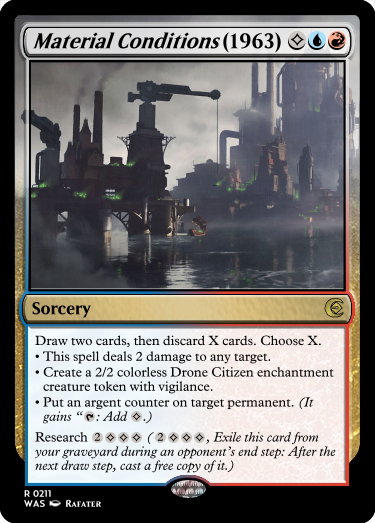 Material Conditions (1963)
Sorcery
Draw two cards, then discard X cards. Choose X.
• This spell deals 2 damage to any target.
• Create a 2/2 colorless Drone Citizen enchantment
creature token with vigilance.
• Put an argent counter on target permanent. (It
gains “: Add .)
Research 2 ( 2 , Exile this card from
your graveyard during an opponent's end step: After the
next draw step, cast a free copy of it.)
R 0211
WAS Rafater